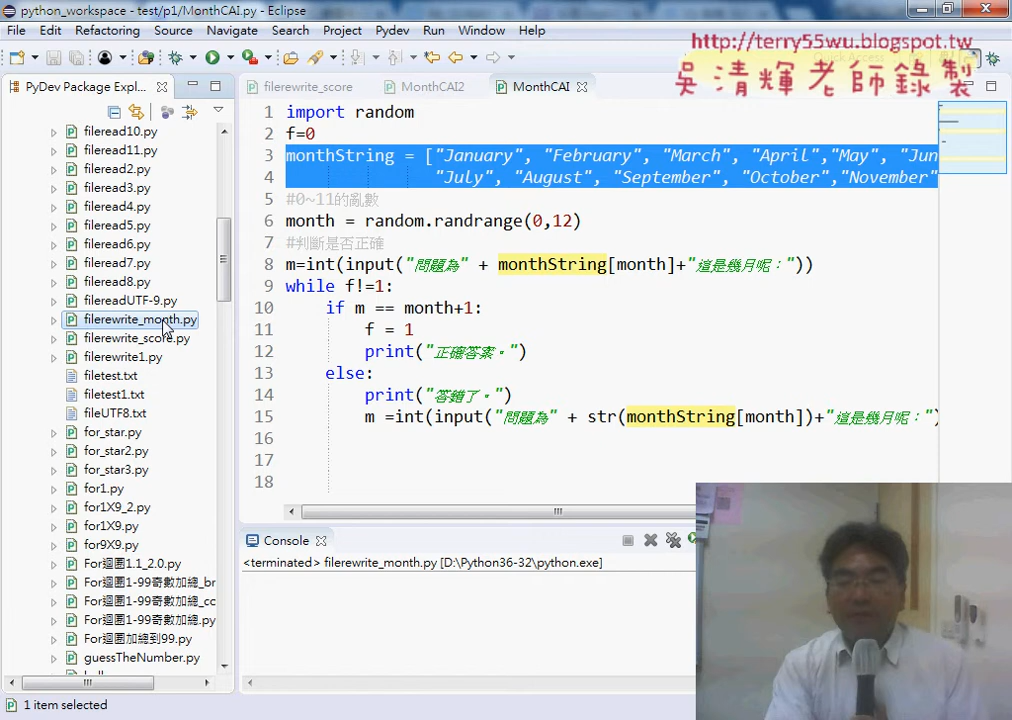 python_workspace - test/p1/MonthCAI.py - Eclipse
File Edit Refactoring Source Navigate Search Project Pydev Run Window Help
http://terry55wu.blogspot.tw
吳清輝老師錄製
PyDev Package Expl...
filerewrite_score
MonthCAI2
MonthCAI
fileread10.py
fileread11.py
fileread2.py
fileread3.py
fileread4.py
fileread5.py
fileread6.py
fileread7.py
fileread8.py
filereadUTF-9.py
filerewrite_month.py
filerewrite_score.py
filerewrite1.py
filetest.txt
filetest1.txt
fileUTF8.txt
for_star.py
for_star2.py
for_star3.py
for1.py
for1X9_2.py
for1X9.py
for9X9.py
For迴圈1.1_2.0.py
For迴圈1-99奇數加總_br
For迴圈1-99奇數加總_cc
For迴圈1-99奇數加總.py
For迴圈加總到99.py
guessTheNumber.py
1 item selected
1 import random
2 f=0
3 monthString = ["January", "February", "March", "April","May", "Jun
4 "July", "August", "September", "October","November"
5 #0~11的亂數
6 month = random.randrange(0,12)
7 #判斷是否正確
8 m=int(input("問題為" + monthString[month]+"這是幾月呢："))
9 while f!=1:
10 if m == month+1:
11 f = 1
12 print("正確答案。")
13 else:
14 print("答錯了。")
15 m =int(input("問題為" + str(monthString[month])+"這是幾月呢：")
16
17
18
Console
<terminated> filerewrite_month.py [D:\Python36-32\python.exe]